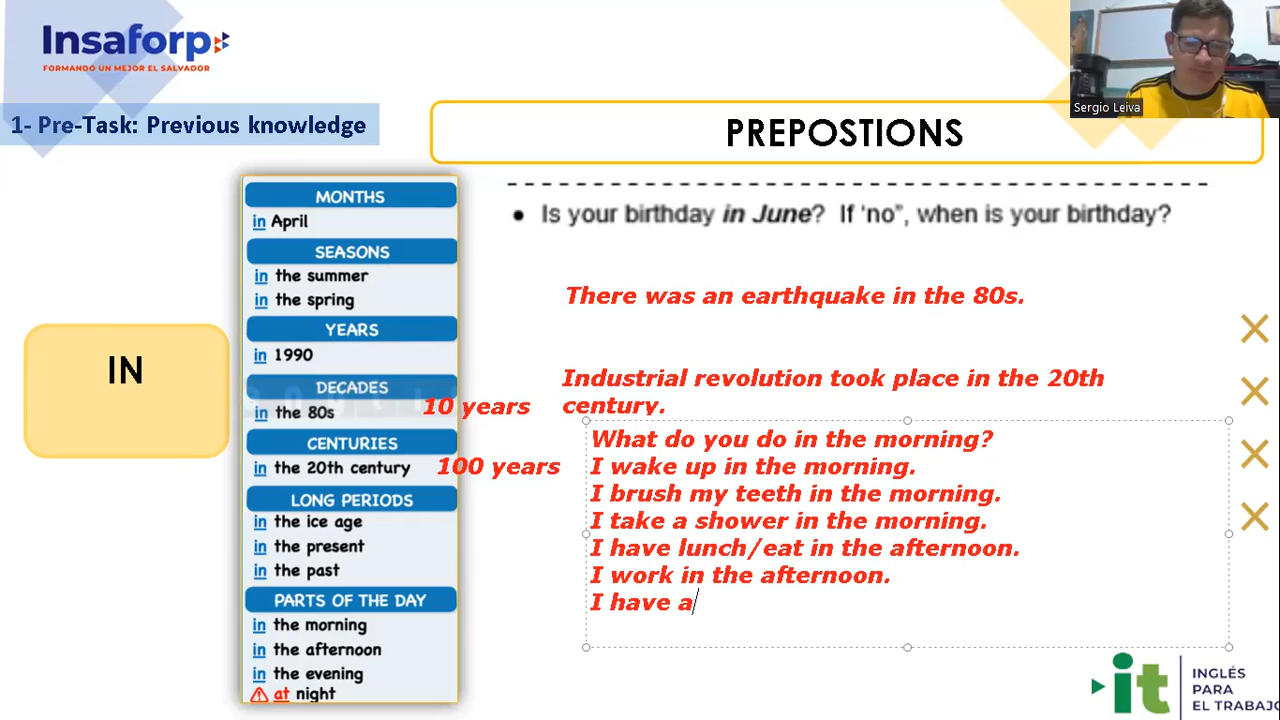 Insaforp
FORMANDO UN MEJOR EL SALVADOR
Sergio Leiva
1- Pre-Task: Previous knowledge
PREPOSTIONS
IN
MONTHS
in April
SEASONS
in the summer
in the spring
YEARS
in 1990
DECADES
in the 80s
CENTURIES
in the 20th century
LONG PERIODS
in the ice age
in the present
in the past
PARTS OF THE DAY
in the morning
in the afternoon
in the evening
at night
10 years
100 years
• Is your birthday in June? If ‘no”, when is your birthday?
There was an earthquake in the 80s.
Industrial revolution took place in the 20th
century.
What do you do in the morning?
I wake up in the morning.
I brush my teeth in the morning.
I take a shower in the morning.
I have lunch/eat in the afternoon.
I work in the afternoon.
I have a
it
INGLÉS
PARA
EL TRABAJO